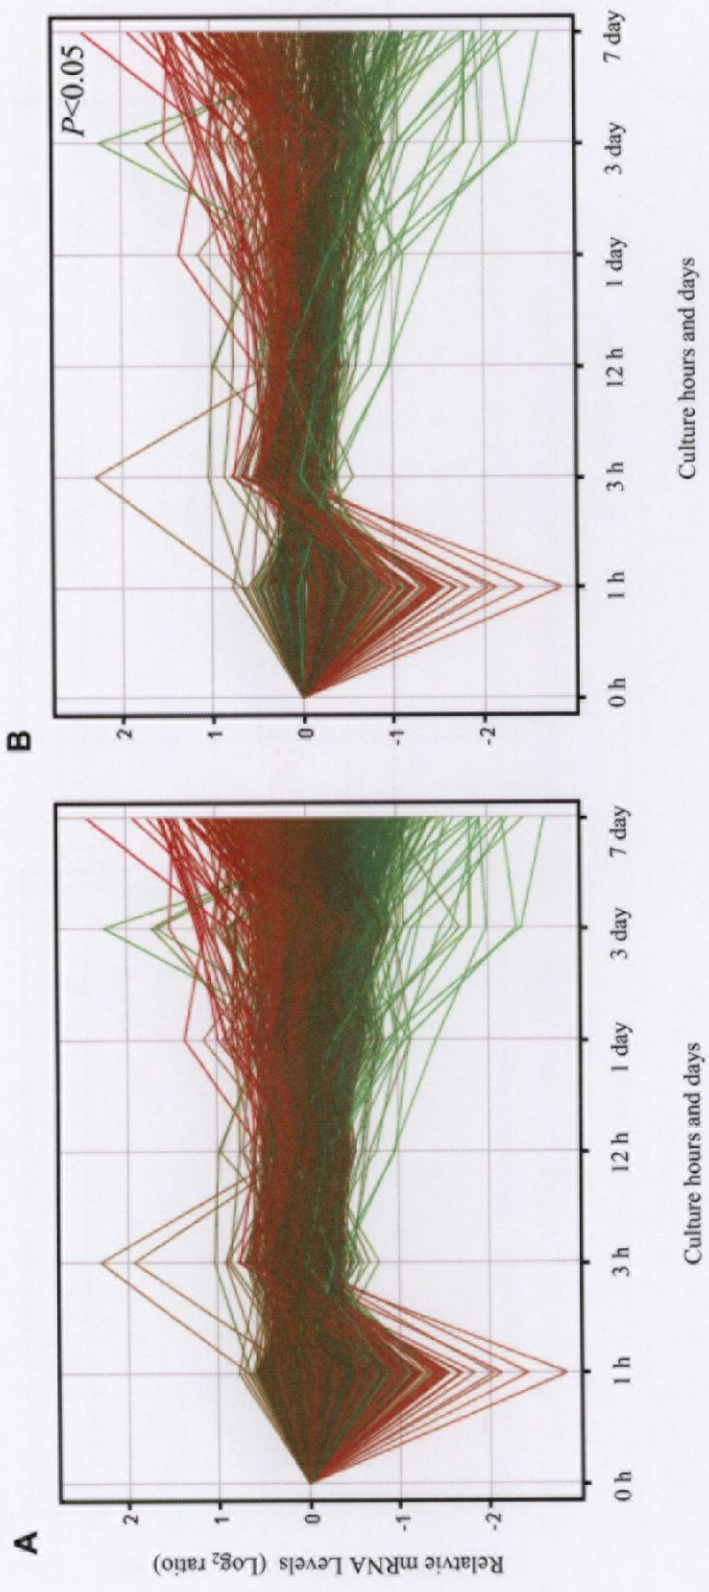 A
Relatvie mRNA Levels (Log2 ratio)
2
1
0
-1
-2
0 h
1 h
3 h
12 h
1 day
3 day
7 day
Culture hours and days
B
P<0.05
2
1
0
-1
-2
0 h
1 h
3 h
12 h
1 day
3 day
7 day
Culture hours and days